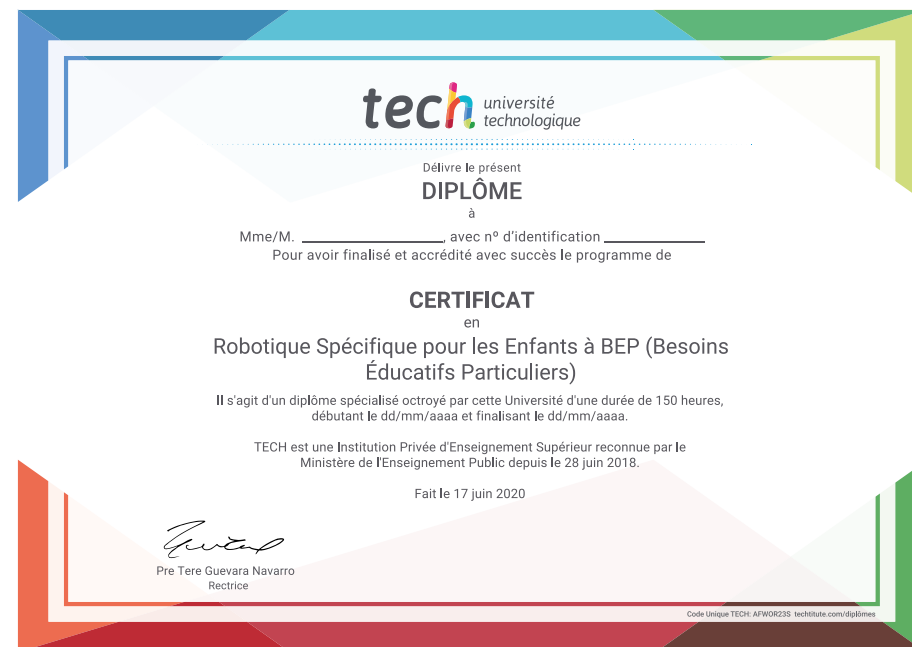 tech université
technologique
Délivre le présent
DIPLÔME
à
Mme/M. ____________________, avec nº d'identification ______________
Pour avoir finalisé et accrédité avec succès le programme de
CERTIFICAT
en
Robotique Spécifique pour les Enfants à BEP (Besoins
Éducatifs Particuliers)
Il s'agit d'un diplôme spécialisé octroyé par cette Université d'une durée de 150 heures,
débutant le dd/mm/aaaa et finalisant le dd/mm/aaaa.
TECH est une Institution Privée d'Enseignement Supérieur reconnue par le
Ministère de l'Enseignement Public depuis le 28 juin 2018.
Fait le 17 juin 2020
Pre Tere Guevara Navarro
Rectrice
Code Unique TECH: AFWOR23S techtitute.com/diplômes